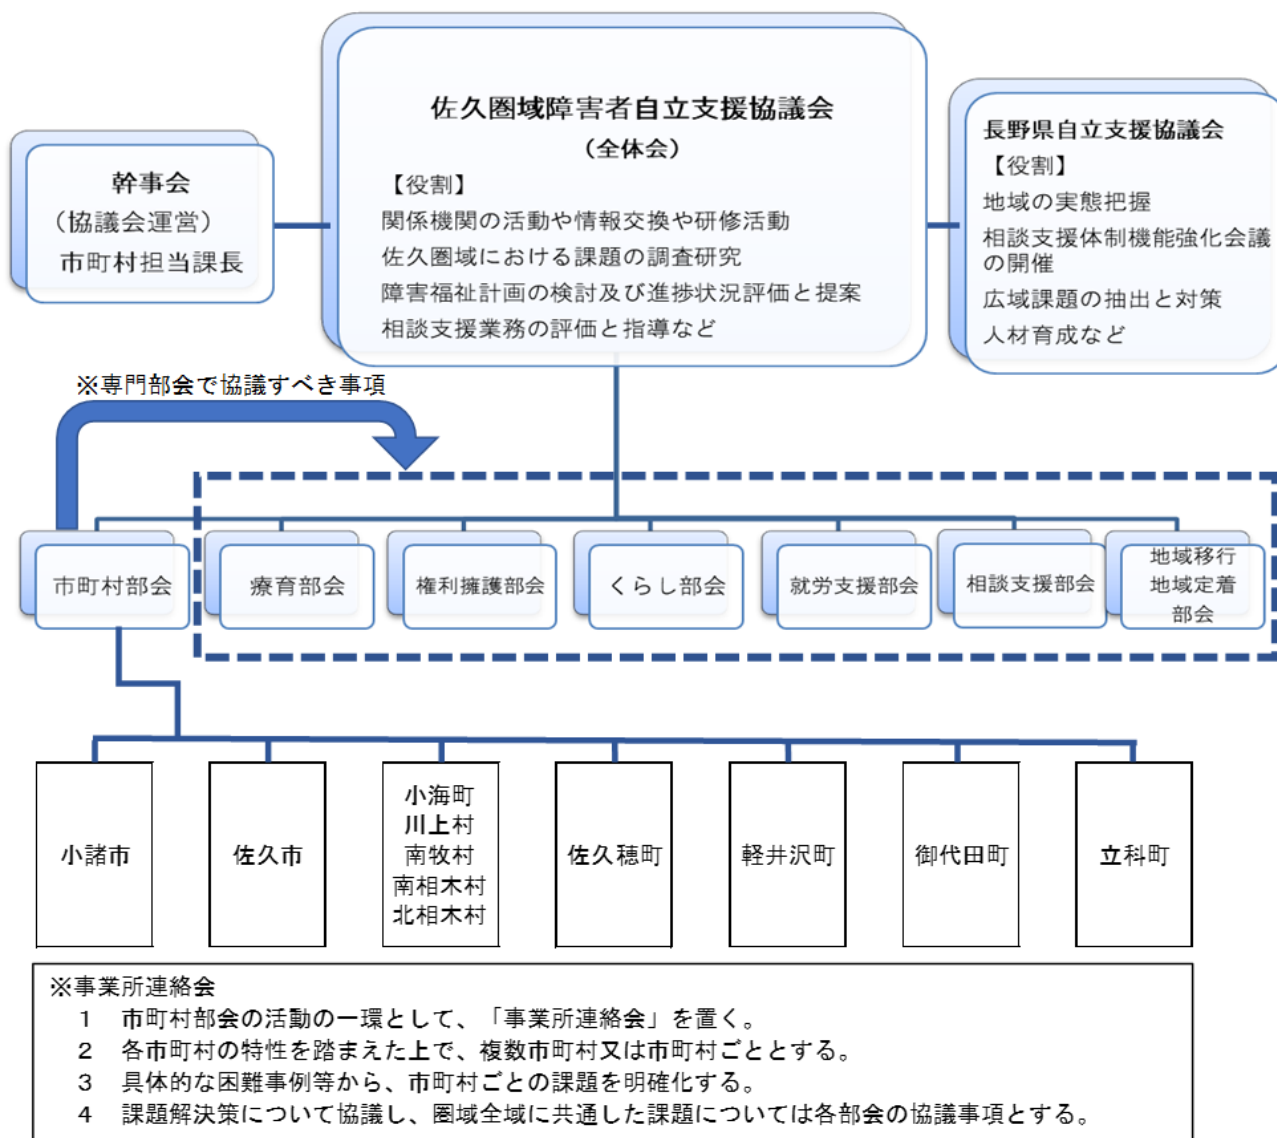 佐久圏域障害者自立支援協議会
（全体会）
【役割】
関係機関の活動や情報交換や研修活動
佐久圏域における課題の調査研究
障害福祉計画の検討及び進捗状況評価と提案
相談支援業務の評価と指導など
幹事会
（協議会運営）
市町村担当課長
長野県自立支援協議会
【役割】
地域の実態把握
相談支援体制機能強化会議
の開催
広域課題の抽出と対策
人材育成など
※専門部会で協議すべき事項
市町村部会
療育部会
権利擁護部会
くらし部会
就労支援部会
相談支援部会
地域移行
地域定着
部会
小諸市
佐久市
小海町
川上村
南牧村
南相木村
北相木村
佐久穂町
軽井沢町
御代田町
立科町
※事業所連絡会
1 市町村部会の活動の一環として、「事業所連絡会」を置く。
2 各市町村の特性を踏まえた上で、複数市町村又は市町村ごととする。
3 具体的な困難事例等から、市町村ごとの課題を明確化する。
4 課題解決策について協議し、圏域全域に共通した課題については各部会の協議事項とする。